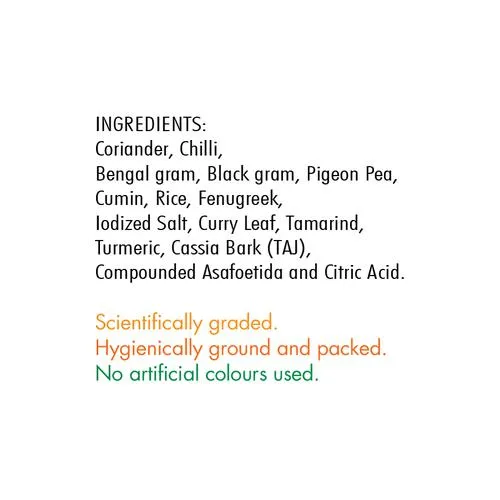 INGREDIENTS:
Coriander, Chilli,
Bengal gram, Black gram, Pigeon Pea,
Cumin, Rice, Fenugreek,
Iodized Salt, Curry Leaf, Tamarind,
Turmeric, Cassia Bark (TAJ),
Compounded Asafoetida and Citric Acid.
Scientifically graded.
Hygienically ground and packed.
No artificial colours used.